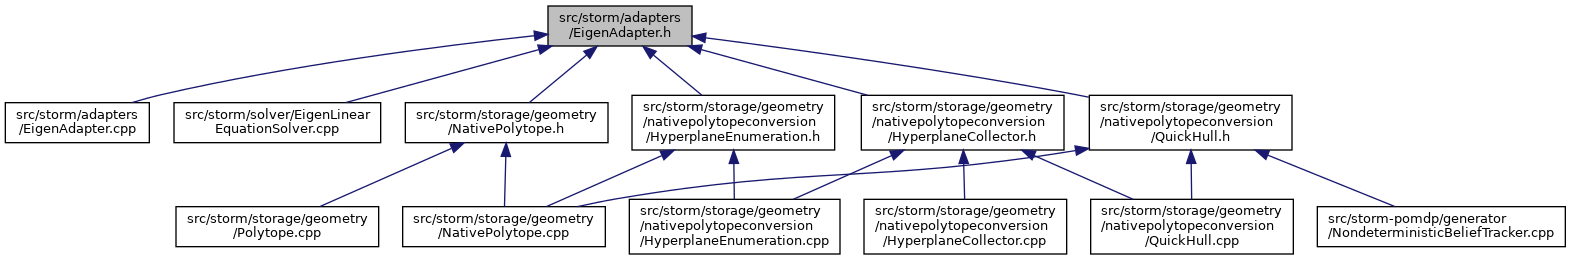 src/storm/adapters
/EigenAdapter.h
src/storm/adapters
/EigenAdapter.cpp
src/storm/solver/EigenLinear
EquationSolver.cpp
src/storm/storage/geometry
/NativePolytope.h
src/storm/storage/geometry
/nativepolytopeconversion
/HyperplaneEnumeration.h
src/storm/storage/geometry
/nativepolytopeconversion
/HyperplaneCollector.h
src/storm/storage/geometry
/nativepolytopeconversion
/QuickHull.h
src/storm/storage/geometry
/Polytope.cpp
src/storm/storage/geometry
/NativePolytope.cpp
src/storm/storage/geometry
/nativepolytopeconversion
/HyperplaneEnumeration.cpp
src/storm/storage/geometry
/nativepolytopeconversion
/HyperplaneCollector.cpp
src/storm/storage/geometry
/nativepolytopeconversion
/QuickHull.cpp
src/storm-pomdp/generator
/NondeterministicBeliefTracker.cpp